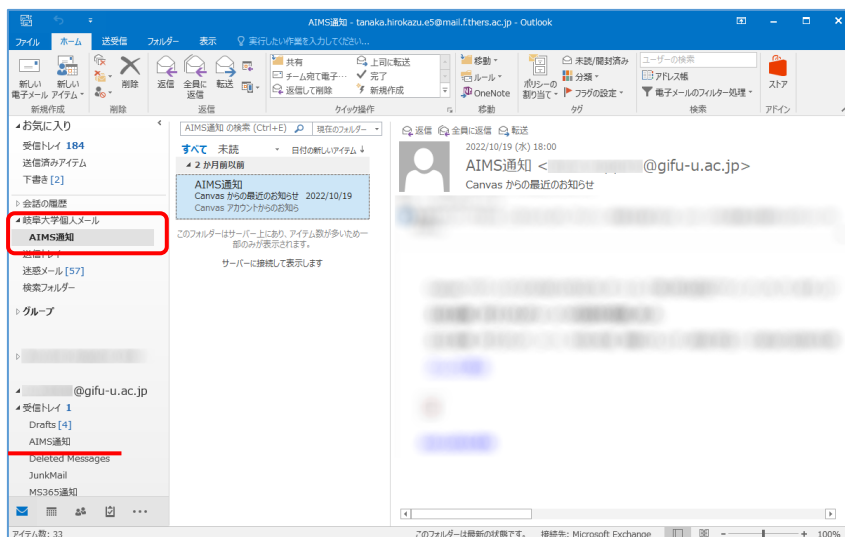 AIMS通知 - tanaka.hirokazu.e5@mail.f.thers.ac.jp - Outlook
ファイル ホーム 送受信 フォルダー 表示 実行したい作業を入力してください...
新しい電子メール
新しいアイテム
削除
返信
全員に返信
転送
共有
チーム宛て電子…
返信して削除
上司に転送
完了
新規作成
移動
ルール
OneNote
ポリシーの割り当て
未読/開封済み
分類
フラグの設定
ユーザーの検索
アドレス帳
電子メールのフィルター処理
ストア
新規作成 削除 返信 クイック操作 移動 タグ 検索 アドイン
お気に入り
受信トレイ 184
送信済みアイテム
下書き [2]
会話の履歴
岐阜大学個人メール
AIMS通知
送信トレイ
迷惑メール [57]
検索フォルダー
グループ
@gifu-u.ac.jp
受信トレイ 1
Drafts [4]
AIMS通知
Deleted Messages
JunkMail
MS365通知
AIMS通知 の検索 (Ctrl+E) 現在のフォルダー
すべて 未読 日付の新しいアイテム ↓
2 か月前以前
AIMS通知
Canvas からの最近のお知らせ 2022/10/19
Canvas アカウントからのお知ら
このフォルダーはサーバー上にあり、アイテム数が多いため一
部のみが表示されます。
サーバーに接続して表示します
返信 全員に返信 転送
2022/10/19 (水) 18:00
AIMS通知 < @gifu-u.ac.jp>
Canvas からの最近のお知らせ
アイテム数: 33 このフォルダーは最新の状態です。 接続先: Microsoft Exchange 100%